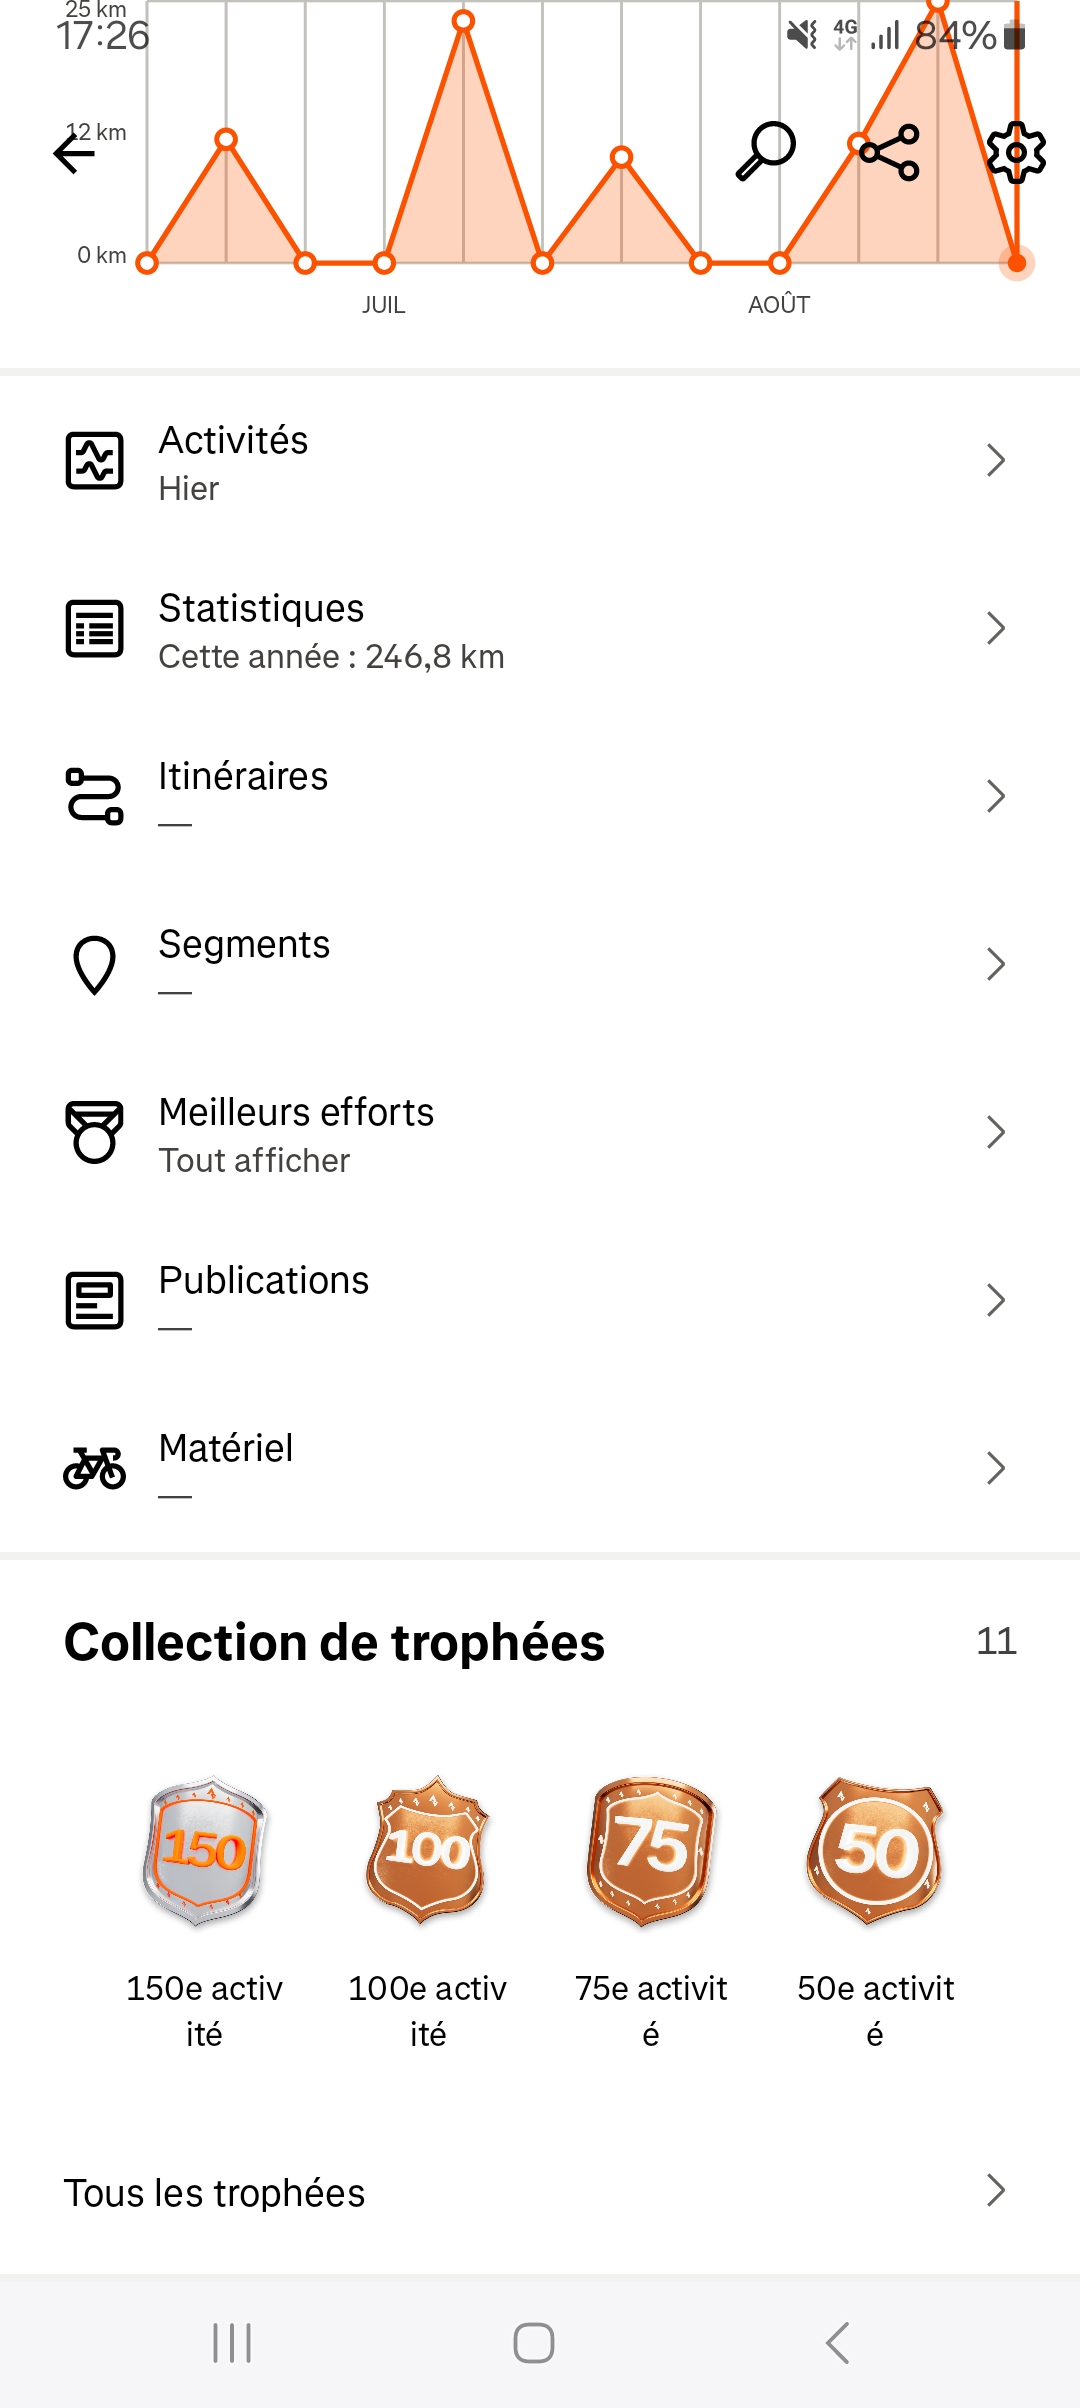 25 km
17:26
4G
84%
12 km
0 km
JUIL
AOÛT
Activités
Hier
Statistiques
Cette année : 246,8 km
Itinéraires
—
Segments
—
Meilleurs efforts
Tout afficher
Publications
—
Matériel
—
Collection de trophées
11
150
100
75
50
150e activ
ité
100e activ
ité
75e activit
é
50e activit
é
Tous les trophées